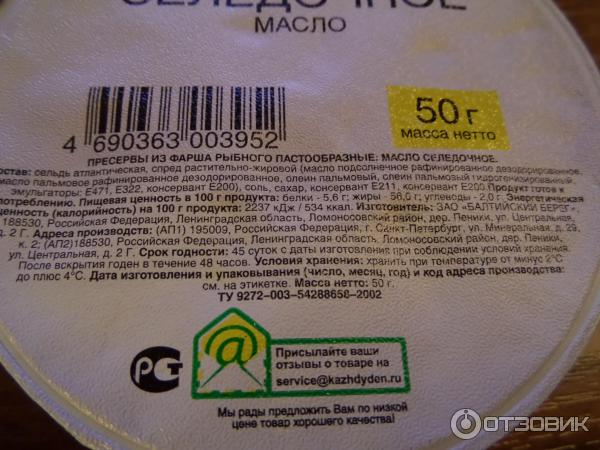 СЕЛЕДОЧНОЕ
МАСЛО
50 г
масса нетто
4 690363 003952
ПРЕСЕРВЫ ИЗ ФАРША РЫБНОГО ПАСТООБРАЗНЫЕ: МАСЛО СЕЛЕДОЧНОЕ.
Состав: сельдь атлантическая, спред растительно-жировой (масло подсолнечное рафинированное дезодорированное,
масло пальмовое рафинированное дезодорированное, олеин пальмовый, олеин пальмовый гидрогенизированный,
эмульгаторы: Е471, Е322, консервант Е200), соль, сахар, консервант Е211, консервант Е200. Продукт готов к
употреблению. Пищевая ценность в 100 г продукта: белки - 5,6 г; жиры - 56,0 г; углеводы - 2,0 г. Энергетическая
ценность (калорийность) на 100 г продукта: 2237 кДж / 534 ккал. Изготовитель: ЗАО «БАЛТИЙСКИЙ БЕРЕГ»,
188530, Российская Федерация, Ленинградская область, Ломоносовский район, дер. Пеники, ул. Центральная,
д. 2 Г. Адреса производств: (АП1) 195009, Российская Федерация, г. Санкт-Петербург, ул. Минеральная, д. 29,
к. 2; (АП2)188530, Российская Федерация, Ленинградская область, Ломоносовский район, дер. Пеники,
ул. Центральная, д. 2 Г. Срок годности: 45 суток с даты изготовления при соблюдении условий хранения.
После вскрытия годен в течение 48 часов. Условия хранения: хранить при температуре от минус 2°С
до плюс 4°С. Дата изготовления и упаковывания (число, месяц, год) и код адреса производства:
см. на этикетке. Масса нетто: 50 г.
ТУ 9272-003-54288658-2002
РСТ
@
Присылайте ваши
отзывы о товаре на
service@kazhdyden.ru
Мы рады предложить Вам по низкой
цене товар хорошего качества!
ОТЗОВИК